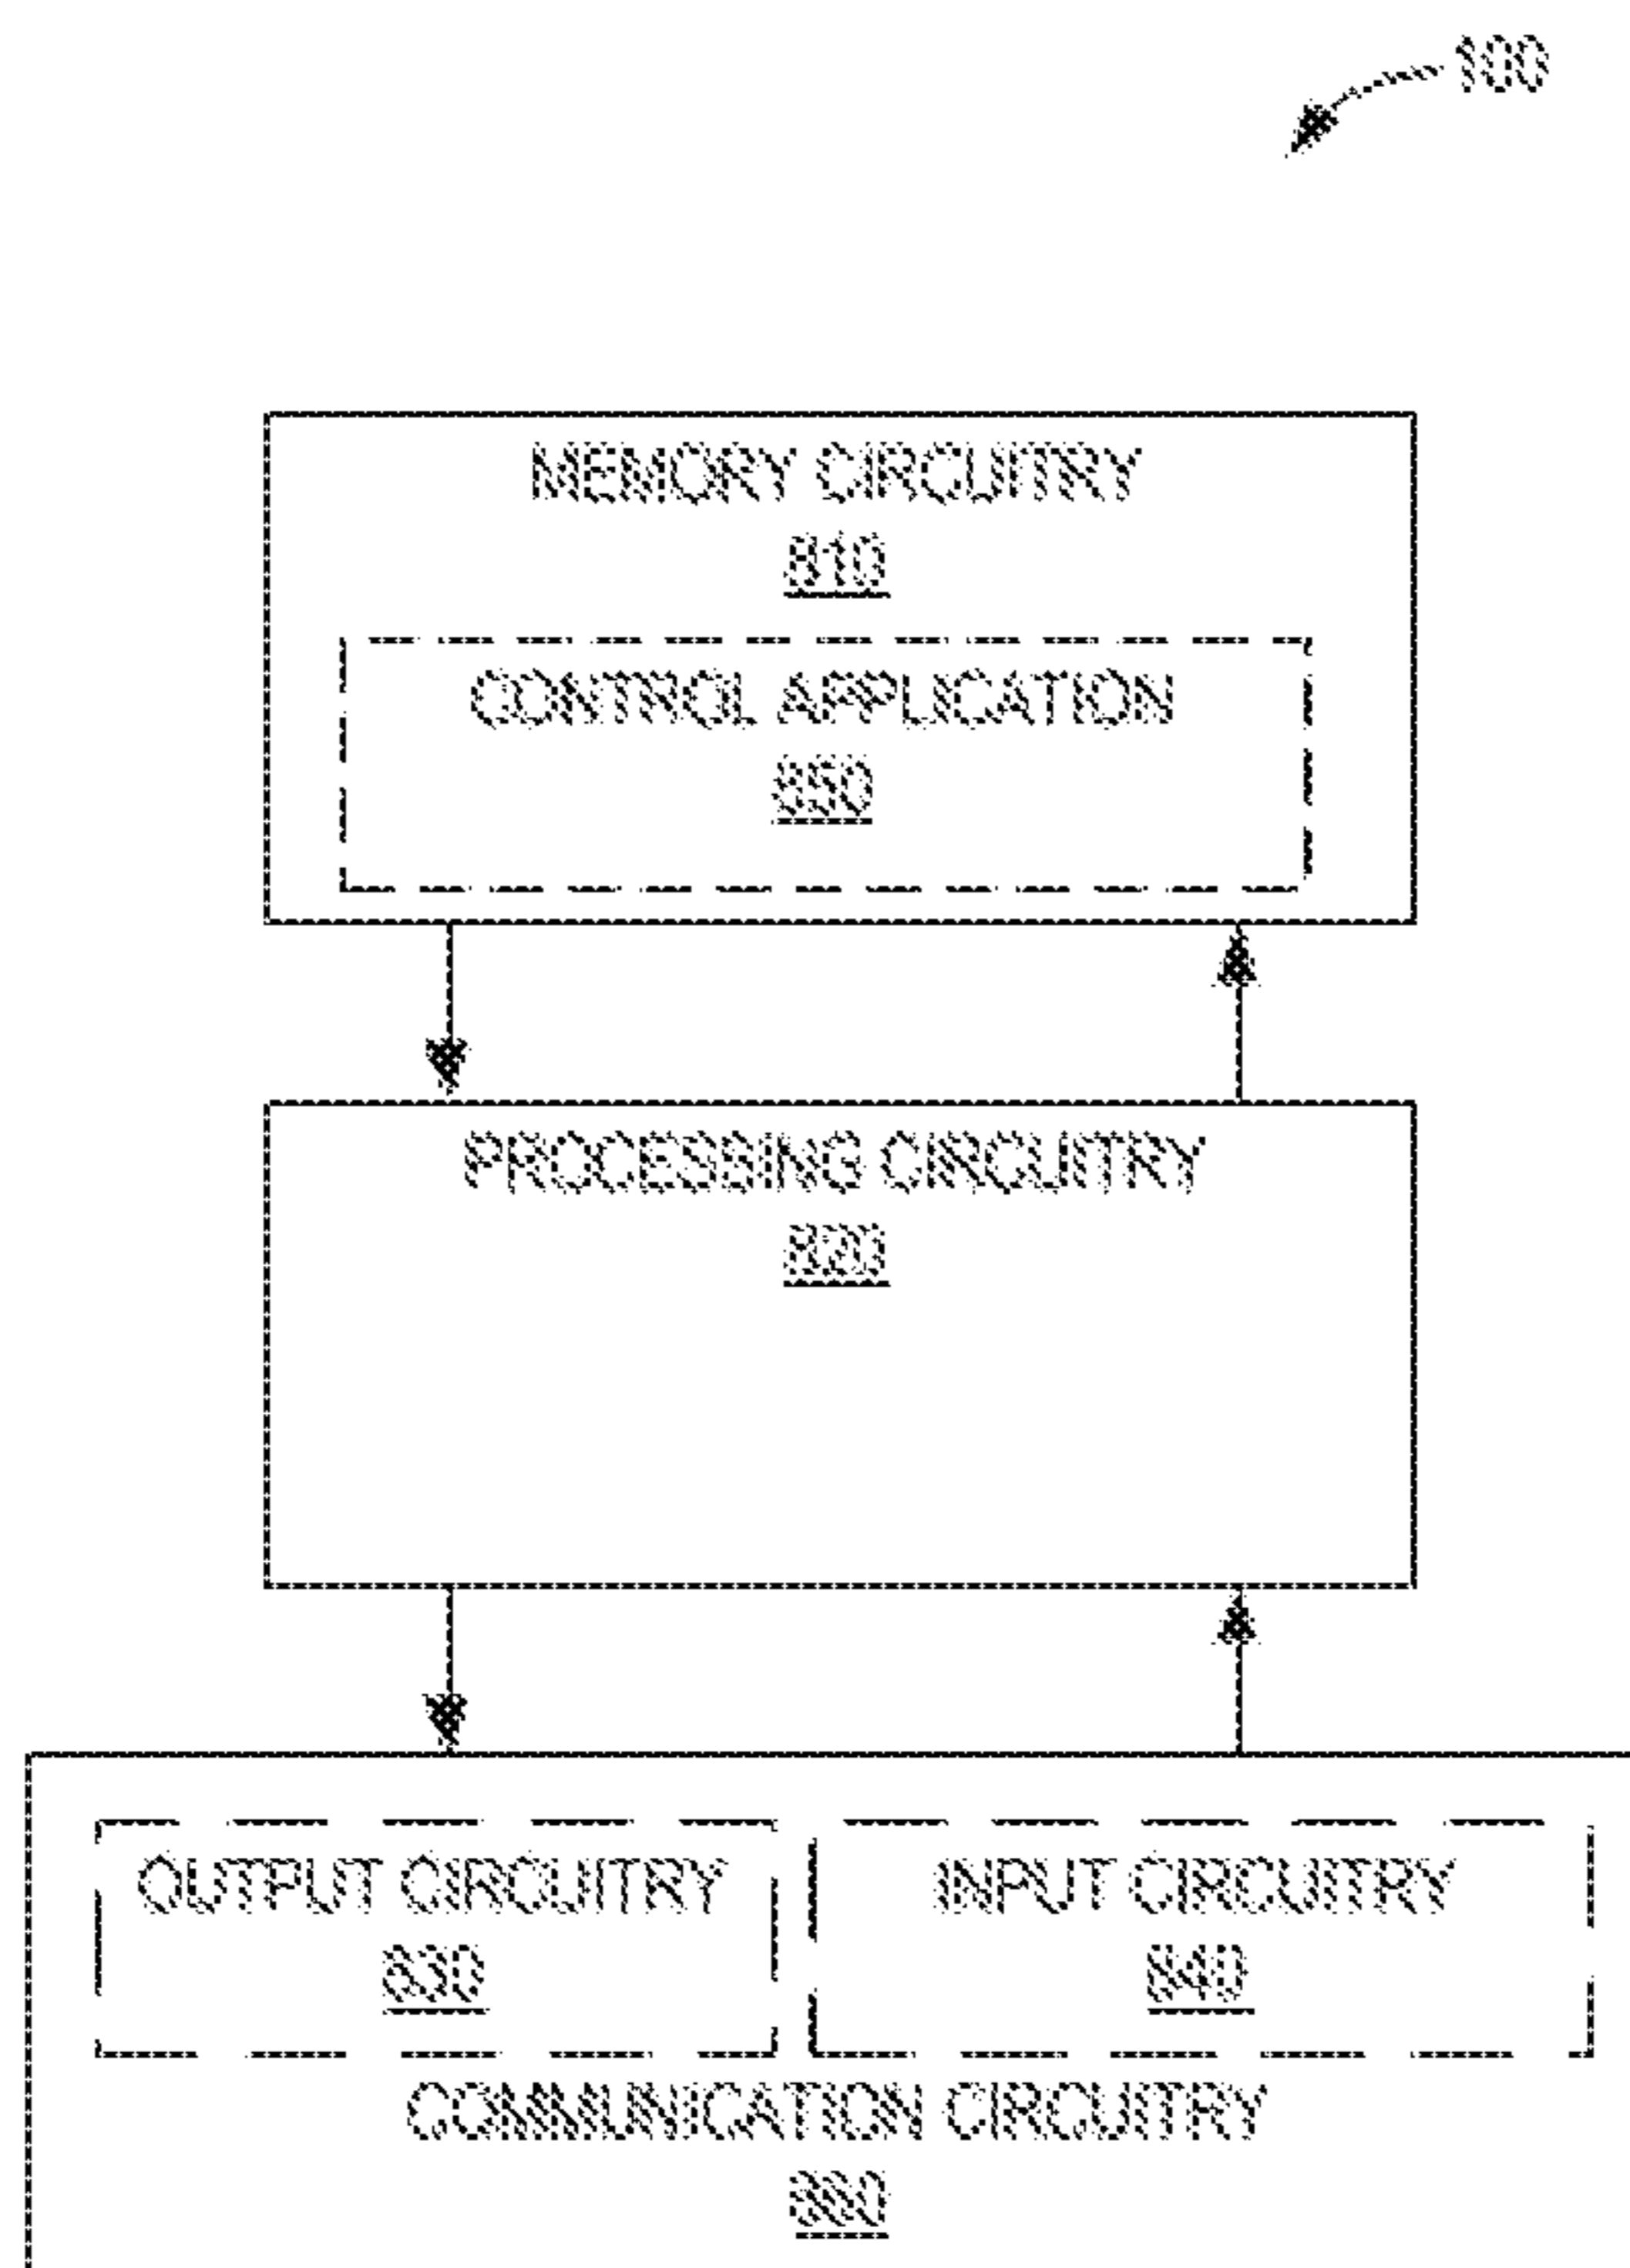 100
MEMORY CIRCUITRY
810
CONTROL APPLICATION
850
PROCESSING CIRCUITRY
820
OUTPUT CIRCUITRY
830
INPUT CIRCUITRY
840
COMMUNICATION CIRCUITRY
860